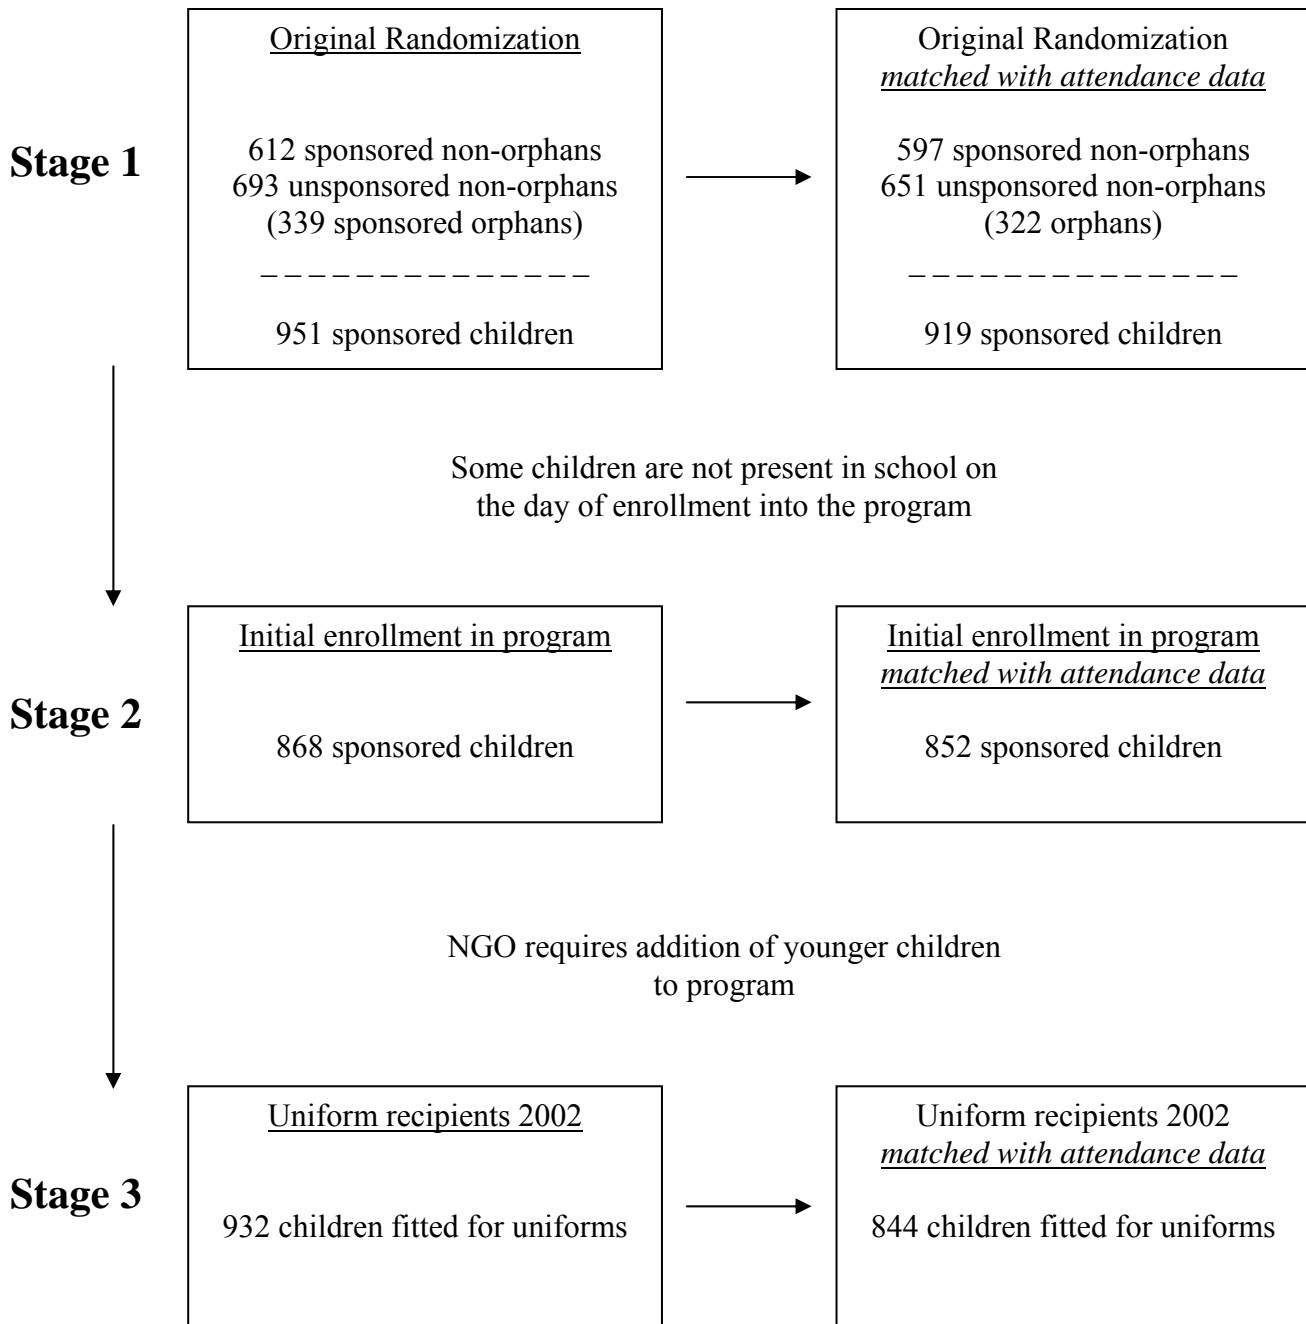 Stage 1
Original Randomization
612 sponsored non-orphans
693 unsponsored non-orphans
(339 sponsored orphans)
– – – – – – – – – – – – – –
951 sponsored children
Original Randomization
matched with attendance data
597 sponsored non-orphans
651 unsponsored non-orphans
(322 orphans)
– – – – – – – – – – – – – –
919 sponsored children
Some children are not present in school on
the day of enrollment into the program
Stage 2
Initial enrollment in program
868 sponsored children
Initial enrollment in program
matched with attendance data
852 sponsored children
NGO requires addition of younger children
to program
Stage 3
Uniform recipients 2002
932 children fitted for uniforms
Uniform recipients 2002
matched with attendance data
844 children fitted for uniforms